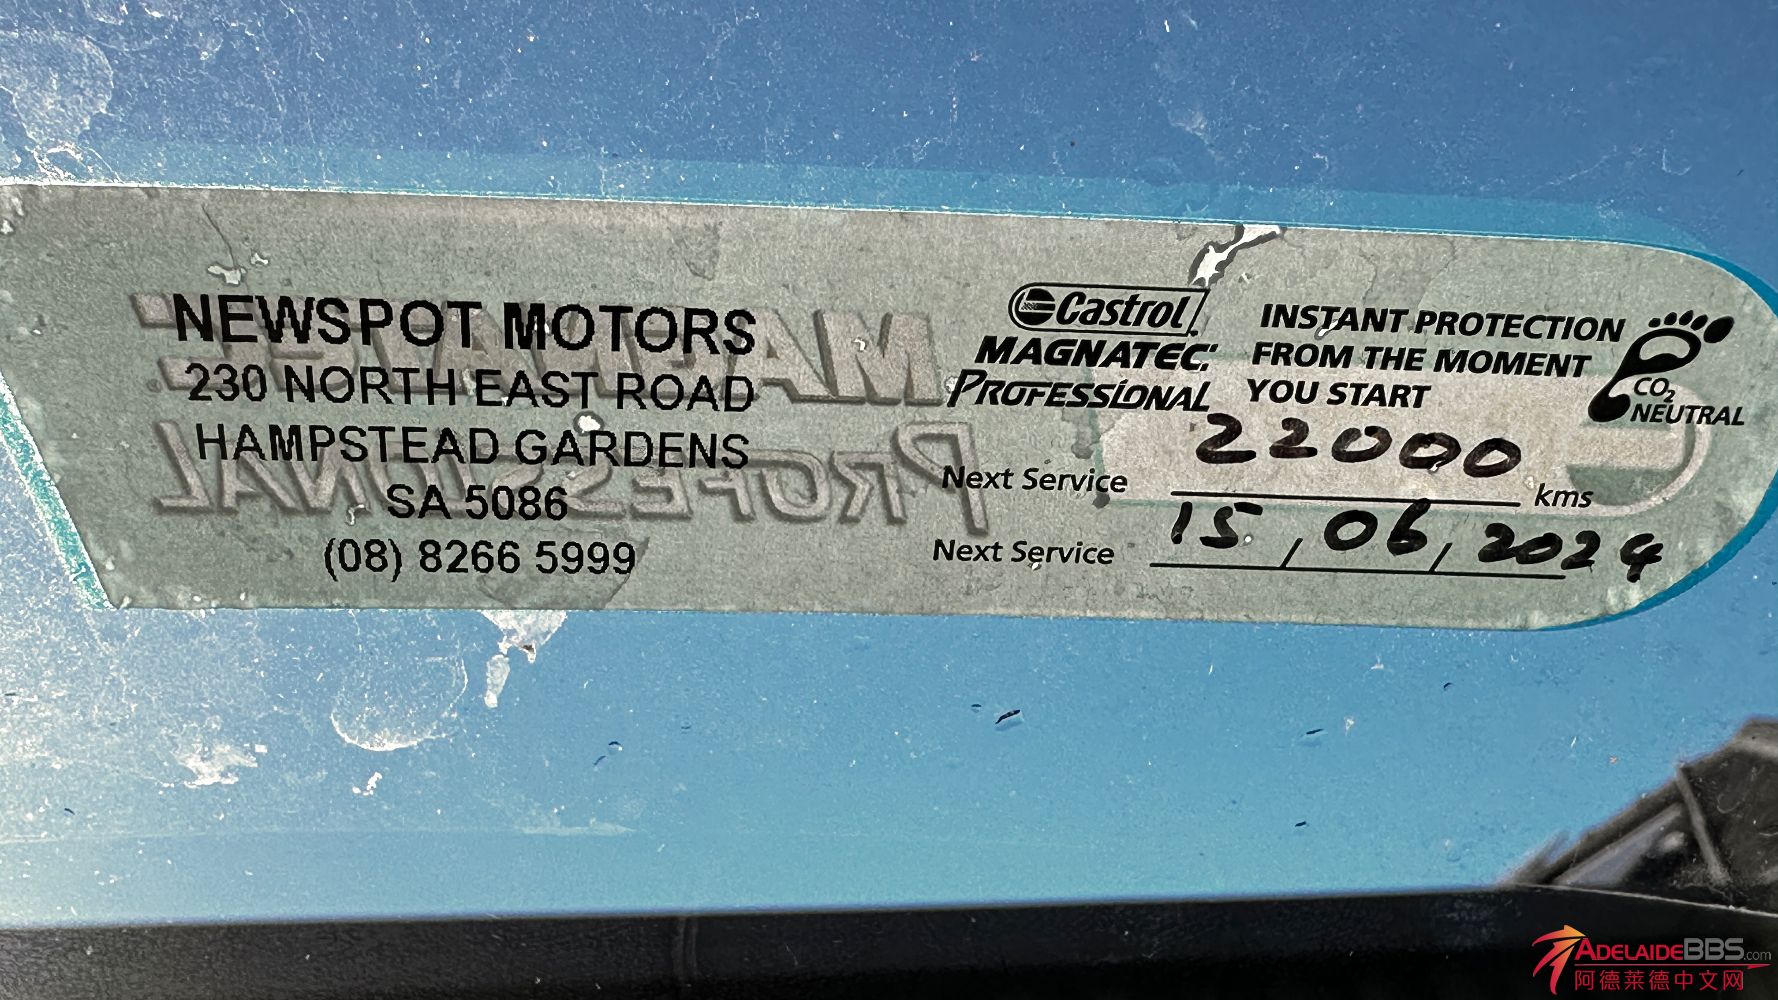 NEWSPOT MOTORS
230 NORTH EAST ROAD
HAMPSTEAD GARDENS
SA 5086
(08) 8266 5999
Castrol
MAGNATEC
PROFESSIONAL
INSTANT PROTECTION
FROM THE MOMENT
YOU START
CO2
NEUTRAL
Next Service 22000 kms
Next Service 15/06/2024
MAGNATEC
PROFESSIONAL
ADELAIDEBBS.com
阿德莱德中文网